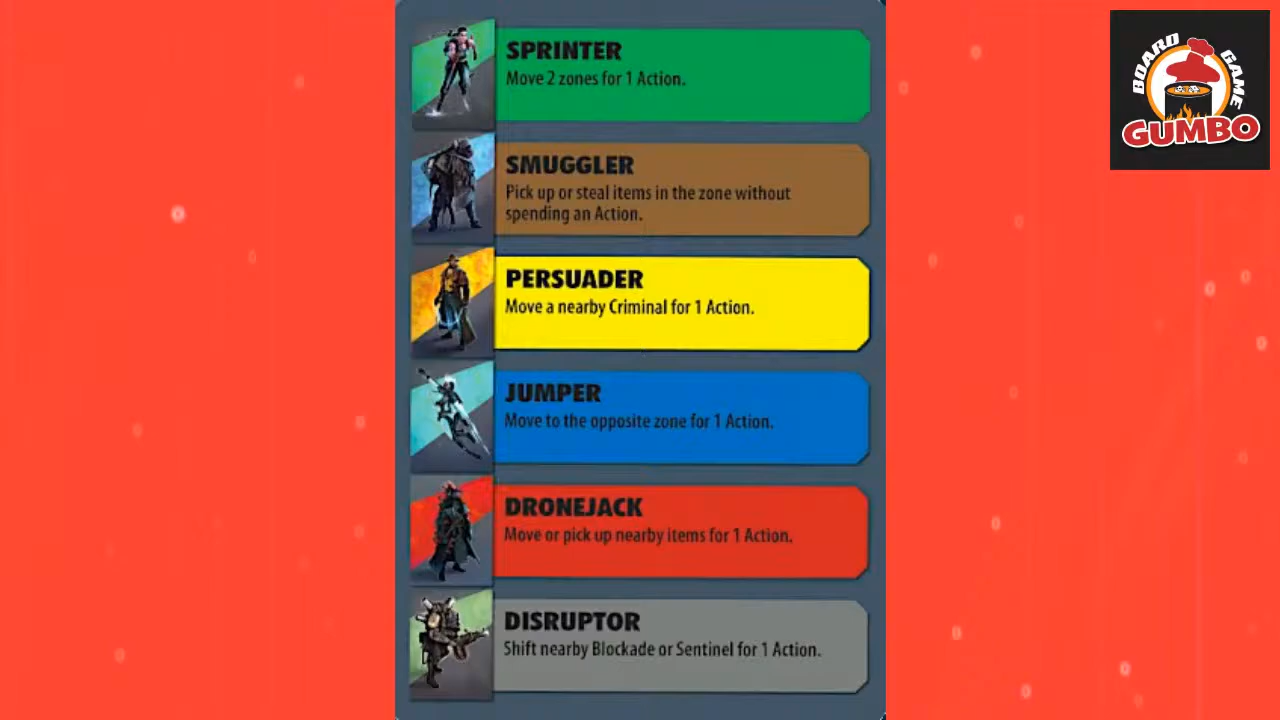 SPRINTER
Move 2 zones for 1 Action.
SMUGGLER
Pick up or steal items in the zone without
spending an Action.
PERSUADER
Move a nearby Criminal for 1 Action.
JUMPER
Move to the opposite zone for 1 Action.
DRONEJACK
Move or pick up nearby items for 1 Action.
DISRUPTOR
Shift nearby Blockade or Sentinel for 1 Action.
BOARD GAME
GUMBO